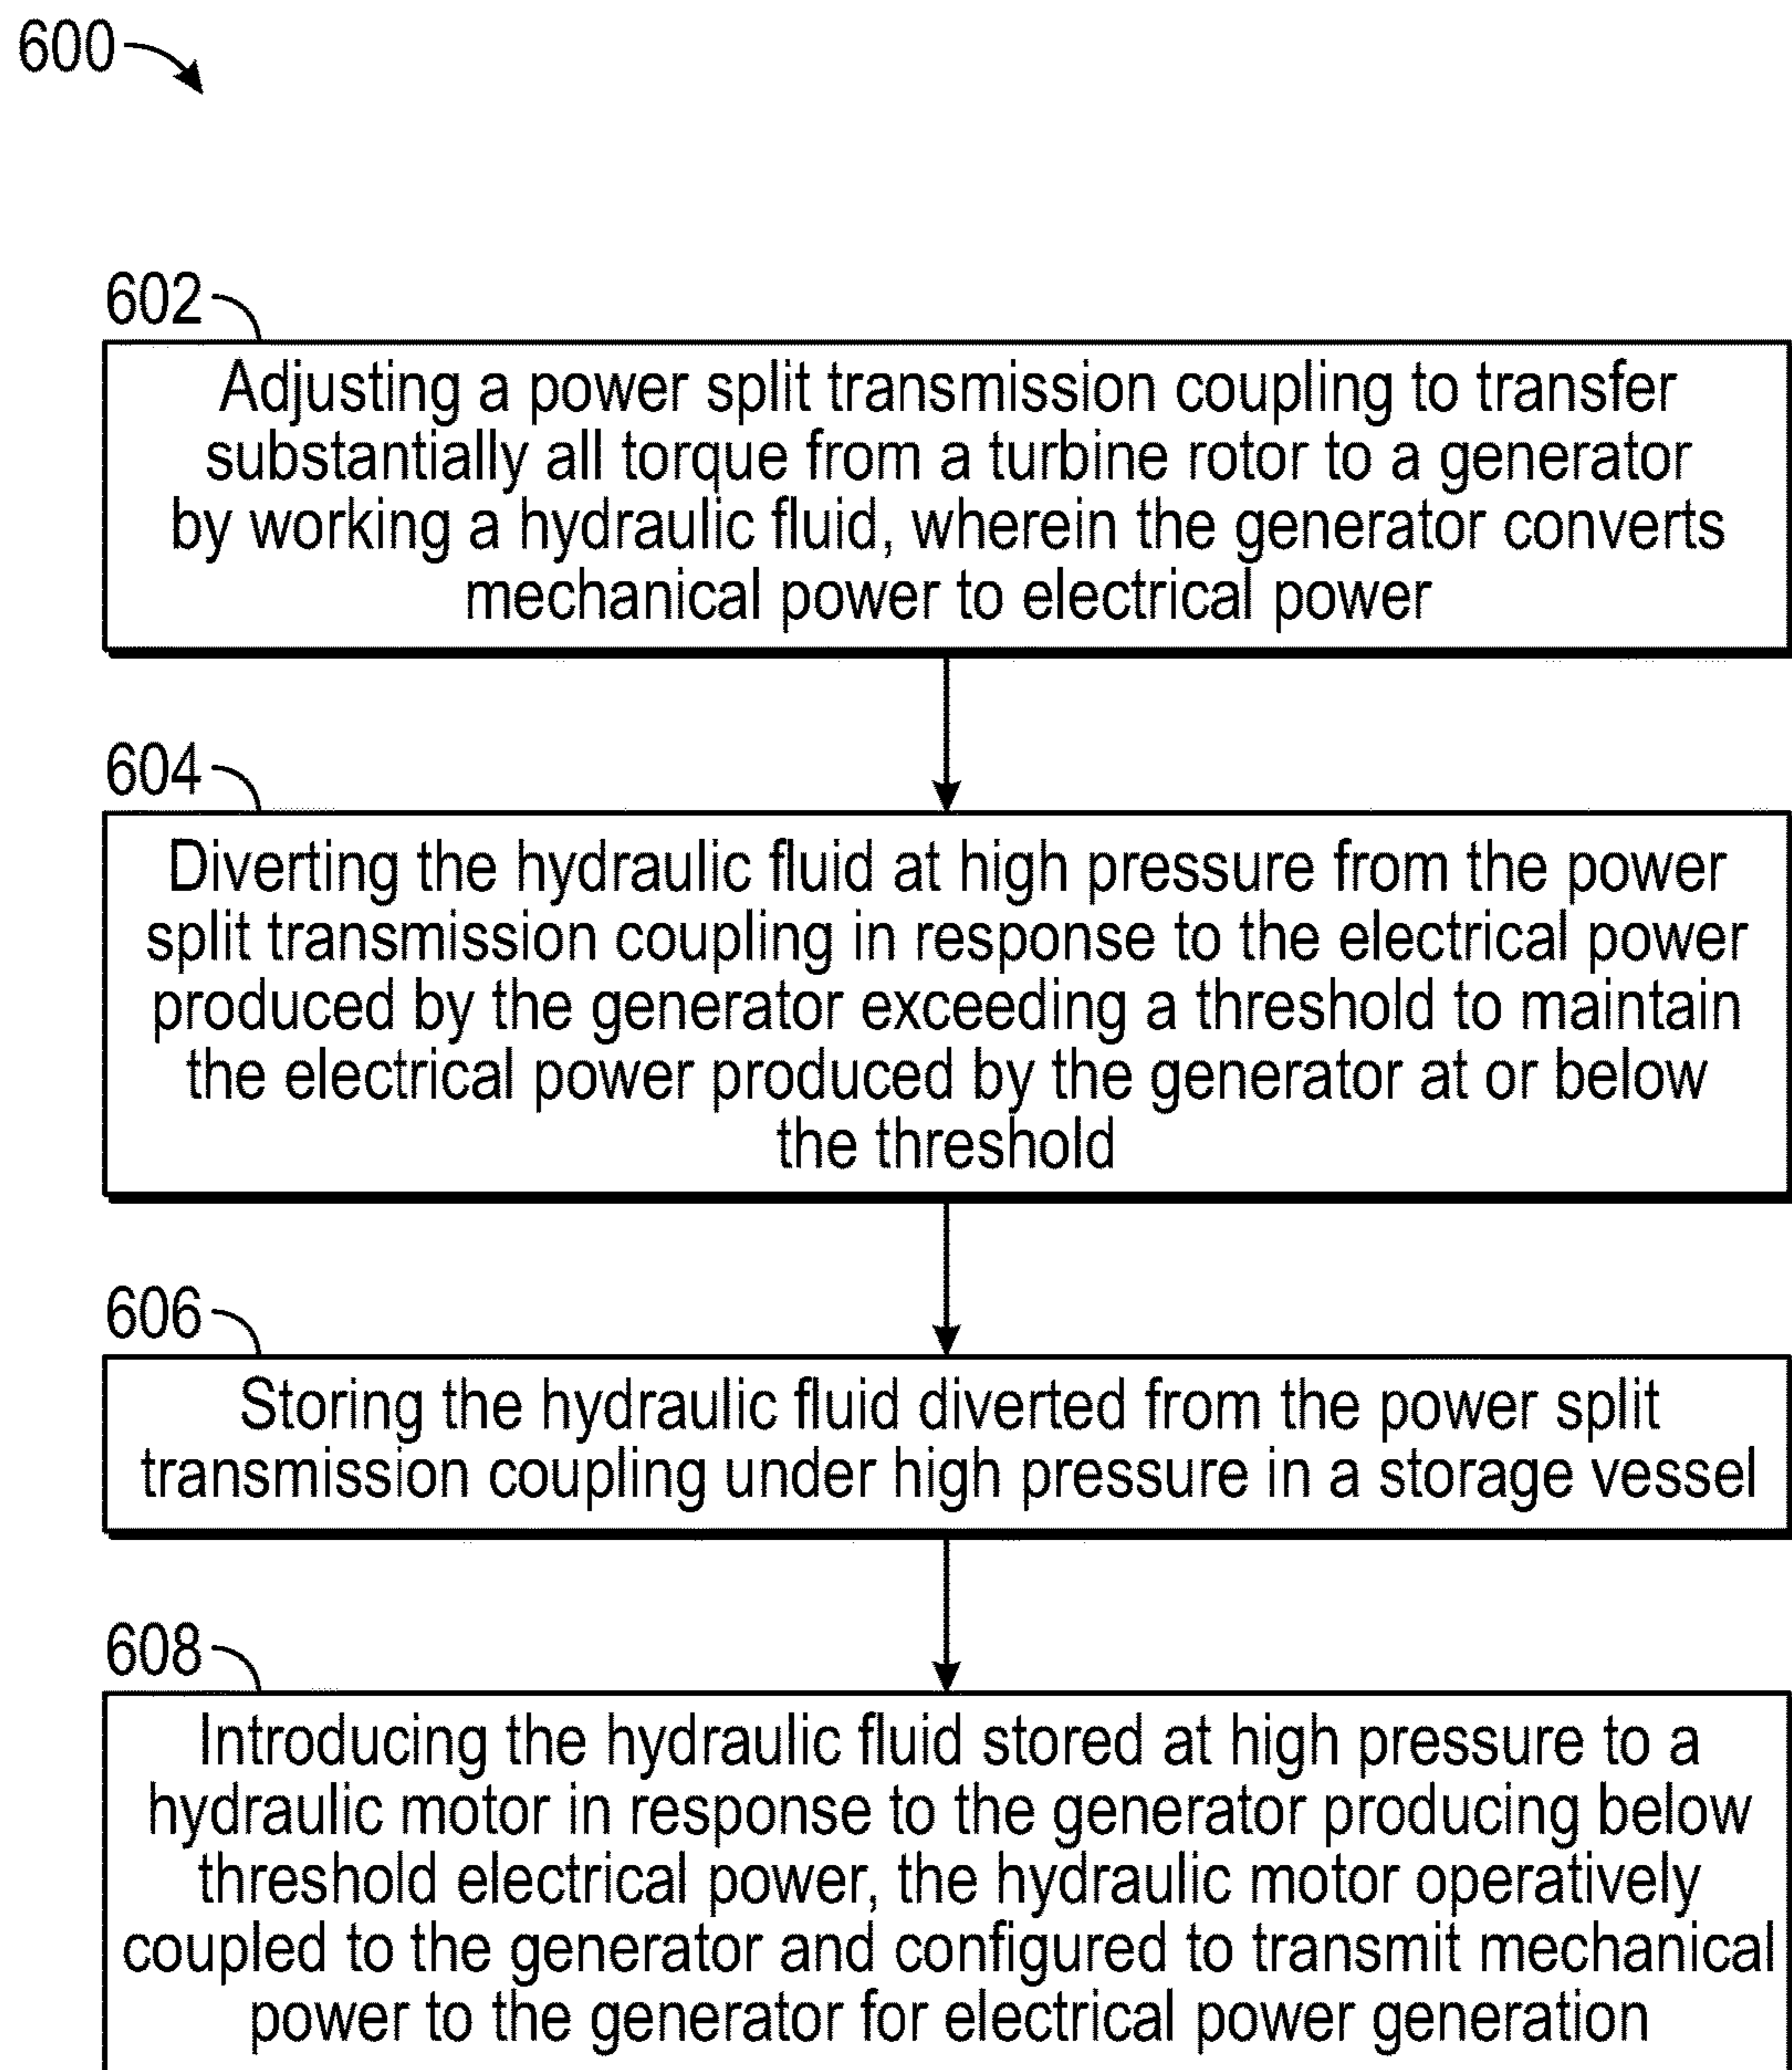 600
602
Adjusting a power split transmission coupling to transfer
substantially all torque from a turbine rotor to a generator
by working a hydraulic fluid, wherein the generator converts
mechanical power to electrical power
604
Diverting the hydraulic fluid at high pressure from the power
split transmission coupling in response to the electrical power
produced by the generator exceeding a threshold to maintain
the electrical power produced by the generator at or below
the threshold
606
Storing the hydraulic fluid diverted from the power split
transmission coupling under high pressure in a storage vessel
608
Introducing the hydraulic fluid stored at high pressure to a
hydraulic motor in response to the generator producing below
threshold electrical power, the hydraulic motor operatively
coupled to the generator and configured to transmit mechanical
power to the generator for electrical power generation